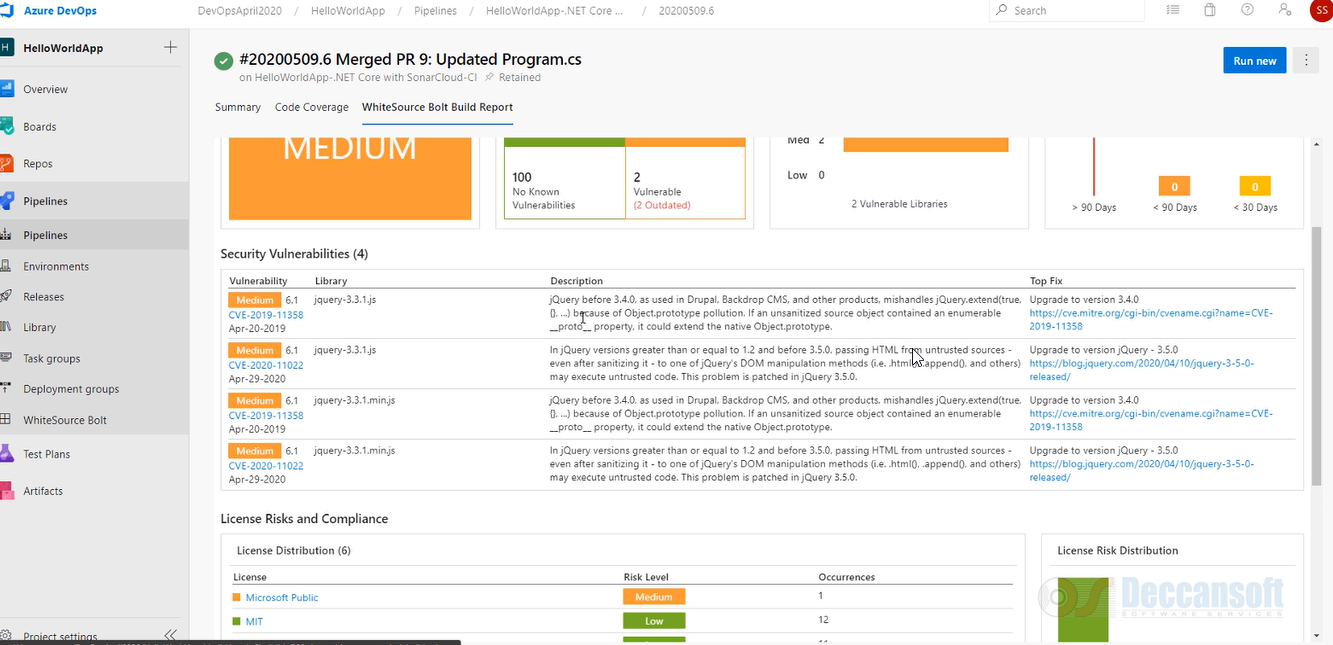 Azure DevOps
DevOpsApril2020 / HelloWorldApp / Pipelines / HelloWorldApp-.NET Core ... / 20200509.6
Search
SS
H HelloWorldApp
Overview
Boards
Repos
Pipelines
Pipelines
Environments
Releases
Library
Task groups
Deployment groups
WhiteSource Bolt
Test Plans
Artifacts
Project settings
#20200509.6 Merged PR 9: Updated Program.cs
on HelloWorldApp-.NET Core with SonarCloud-CI Retained
Run new
Summary Code Coverage WhiteSource Bolt Build Report
MEDIUM
100
No Known
Vulnerabilities
2
Vulnerable
(2 Outdated)
Med 2
Low 0
2 Vulnerable Libraries
0 0
> 90 Days < 90 Days < 30 Days
Security Vulnerabilities (4)
Vulnerability Library Description Top Fix
Medium 6.1 jquery-3.3.1.js jQuery before 3.4.0, as used in Drupal, Backdrop CMS, and other products, mishandles jQuery.extend(true, Upgrade to version 3.4.0
CVE-2019-11358 {}, ...) because of Object.prototype pollution. If an unsanitized source object contained an enumerable https://cve.mitre.org/cgi-bin/cvename.cgi?name=CVE-
Apr-20-2019 __proto__ property, it could extend the native Object.prototype. 2019-11358
Medium 6.1 jquery-3.3.1.js In jQuery versions greater than or equal to 1.2 and before 3.5.0, passing HTML from untrusted sources - Upgrade to version jQuery - 3.5.0
CVE-2020-11022 even after sanitizing it - to one of jQuery's DOM manipulation methods (i.e. .html(), .append(), and others) https://blog.jquery.com/2020/04/10/jquery-3-5-0-
Apr-29-2020 may execute untrusted code. This problem is patched in jQuery 3.5.0. released/
Medium 6.1 jquery-3.3.1.min.js jQuery before 3.4.0, as used in Drupal, Backdrop CMS, and other products, mishandles jQuery.extend(true, Upgrade to version 3.4.0
CVE-2019-11358 {}, ...) because of Object.prototype pollution. If an unsanitized source object contained an enumerable https://cve.mitre.org/cgi-bin/cvename.cgi?name=CVE-
Apr-20-2019 __proto__ property, it could extend the native Object.prototype. 2019-11358
Medium 6.1 jquery-3.3.1.min.js In jQuery versions greater than or equal to 1.2 and before 3.5.0, passing HTML from untrusted sources - Upgrade to version jQuery - 3.5.0
CVE-2020-11022 even after sanitizing it - to one of jQuery's DOM manipulation methods (i.e. .html(), .append(), and others) https://blog.jquery.com/2020/04/10/jquery-3-5-0-
Apr-29-2020 may execute untrusted code. This problem is patched in jQuery 3.5.0. released/
License Risks and Compliance
License Distribution (6)
License Risk Level Occurrences
Microsoft Public Medium 1
MIT Low 12
License Risk Distribution
Deccansoft
SOFTWARE SERVICES